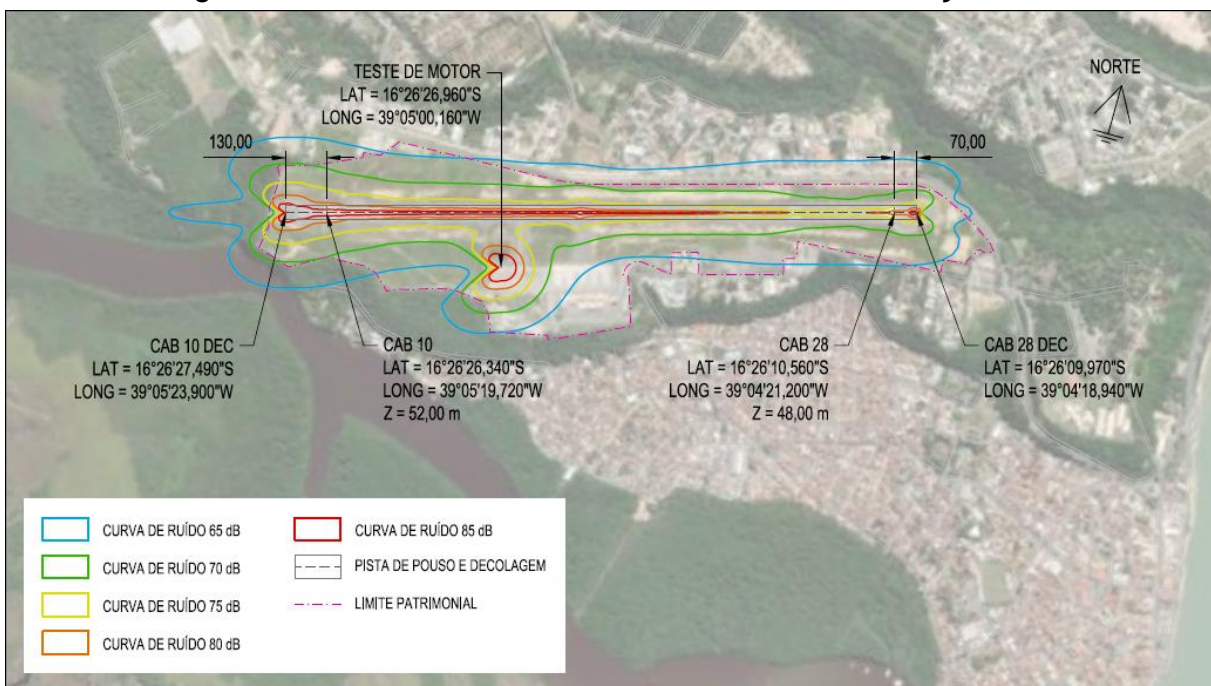 TESTE DE MOTOR
LAT = 16°26'26,960"S
LONG = 39°05'00,160"W
NORTE
130,00
70,00
CAB 10 DEC
LAT = 16°26'27,490"S
LONG = 39°05'23,900"W
CAB 10
LAT = 16°26'26,340"S
LONG = 39°05'19,720"W
Z = 52,00 m
CAB 28
LAT = 16°26'10,560"S
LONG = 39°04'21,200"W
Z = 48,00 m
CAB 28 DEC
LAT = 16°26'09,970"S
LONG = 39°04'18,940"W
CURVA DE RUÍDO 65 dB
CURVA DE RUÍDO 70 dB
CURVA DE RUÍDO 75 dB
CURVA DE RUÍDO 80 dB
CURVA DE RUÍDO 85 dB
PISTA DE POUSO E DECOLAGEM
LIMITE PATRIMONIAL